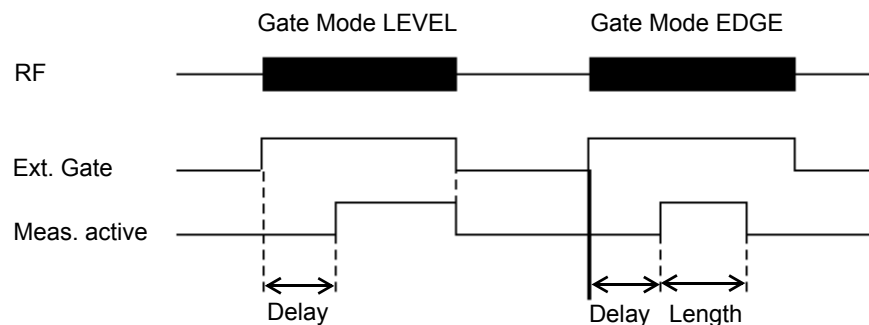 Gate Mode LEVEL Gate Mode EDGE
RF
Ext. Gate
Meas. active
Delay Delay Length